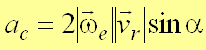 a_c = 2|ω⃗_e||v⃗_r| sin α